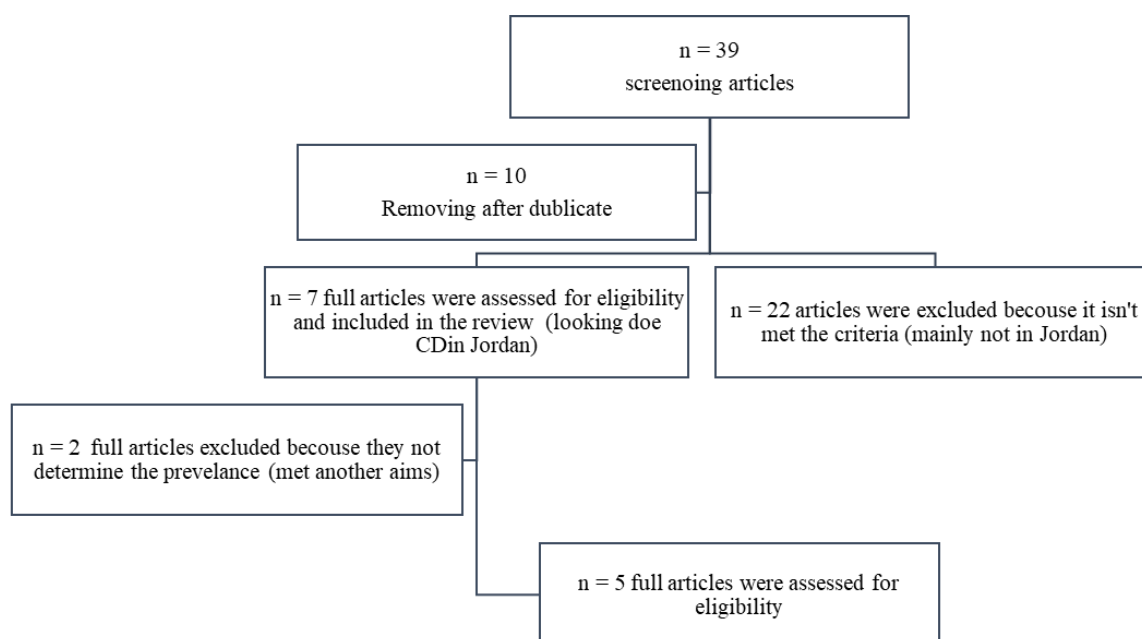 n = 39
screenoing articles
n = 10
Removing after dublicate
n = 7 full articles were assessed for eligibility
and included in the review (looking doe
CDin Jordan)
n = 22 articles were excluded becouse it isn't
met the criteria (mainly not in Jordan)
n = 2 full articles excluded becouse they not
determine the prevelance (met another aims)
n = 5 full articles were assessed for
eligibility